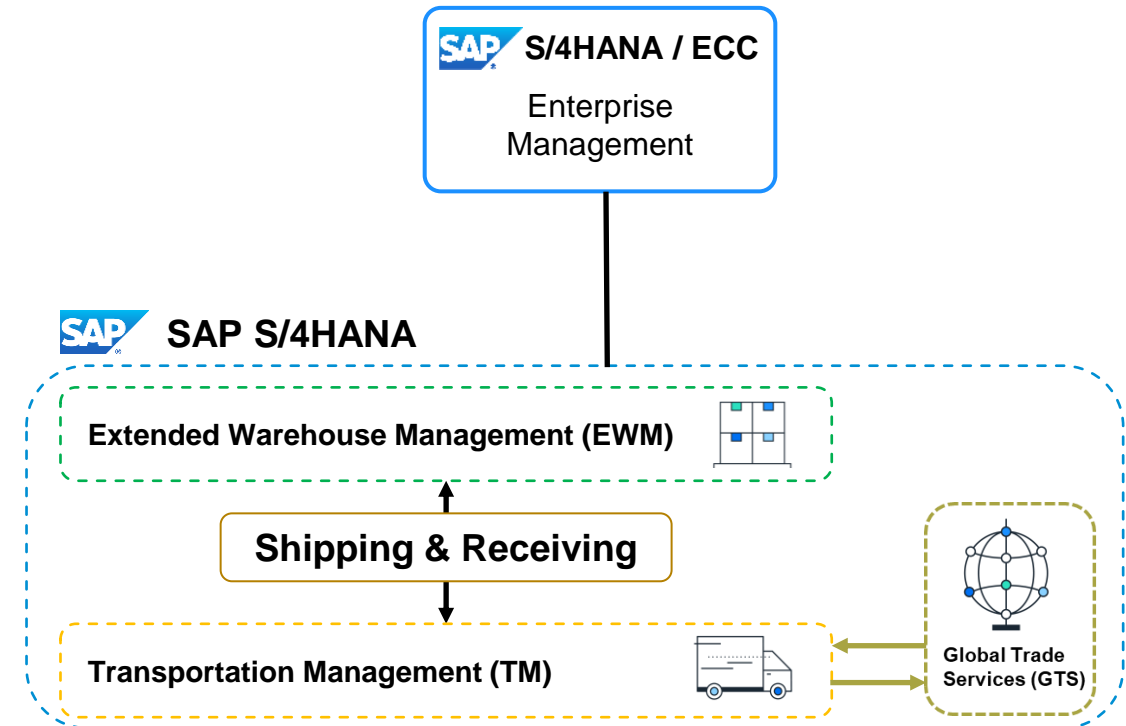 SAP S/4HANA / ECC
Enterprise
Management
SAP SAP S/4HANA
Extended Warehouse Management (EWM)
Shipping & Receiving
Transportation Management (TM)
Global Trade
Services (GTS)